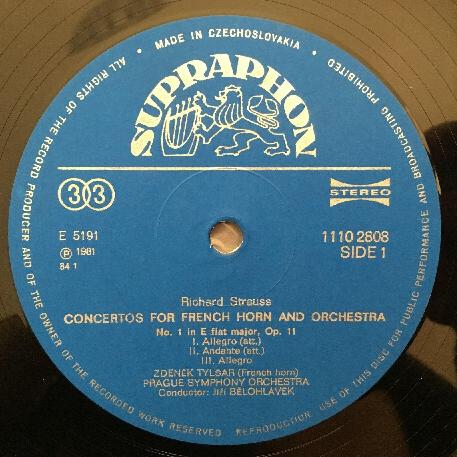 ALL RIGHTS OF THE RECORD PRODUCER AND OF THE OWNER OF THE RECORDED WORK RESERVED
• MADE IN CZECHOSLOVAKIA •
REPRODUCTION, USE OF THIS DISC FOR PUBLIC PERFORMANCE AND BROADCASTING PROHIBITED
SUPRAPHON
33
STEREO
E 5191
Ⓟ 1981
84 1
1110 2808
SIDE 1
Richard Strauss
CONCERTOS FOR FRENCH HORN AND ORCHESTRA
No. 1 in E flat major, Op. 11
I. Allegro (att.)
II. Andante (att.)
III. Allegro
ZDENĚK TYLŠAR (French horn)
PRAGUE SYMPHONY ORCHESTRA
Conductor: Jiří BĚLOHLÁVEK